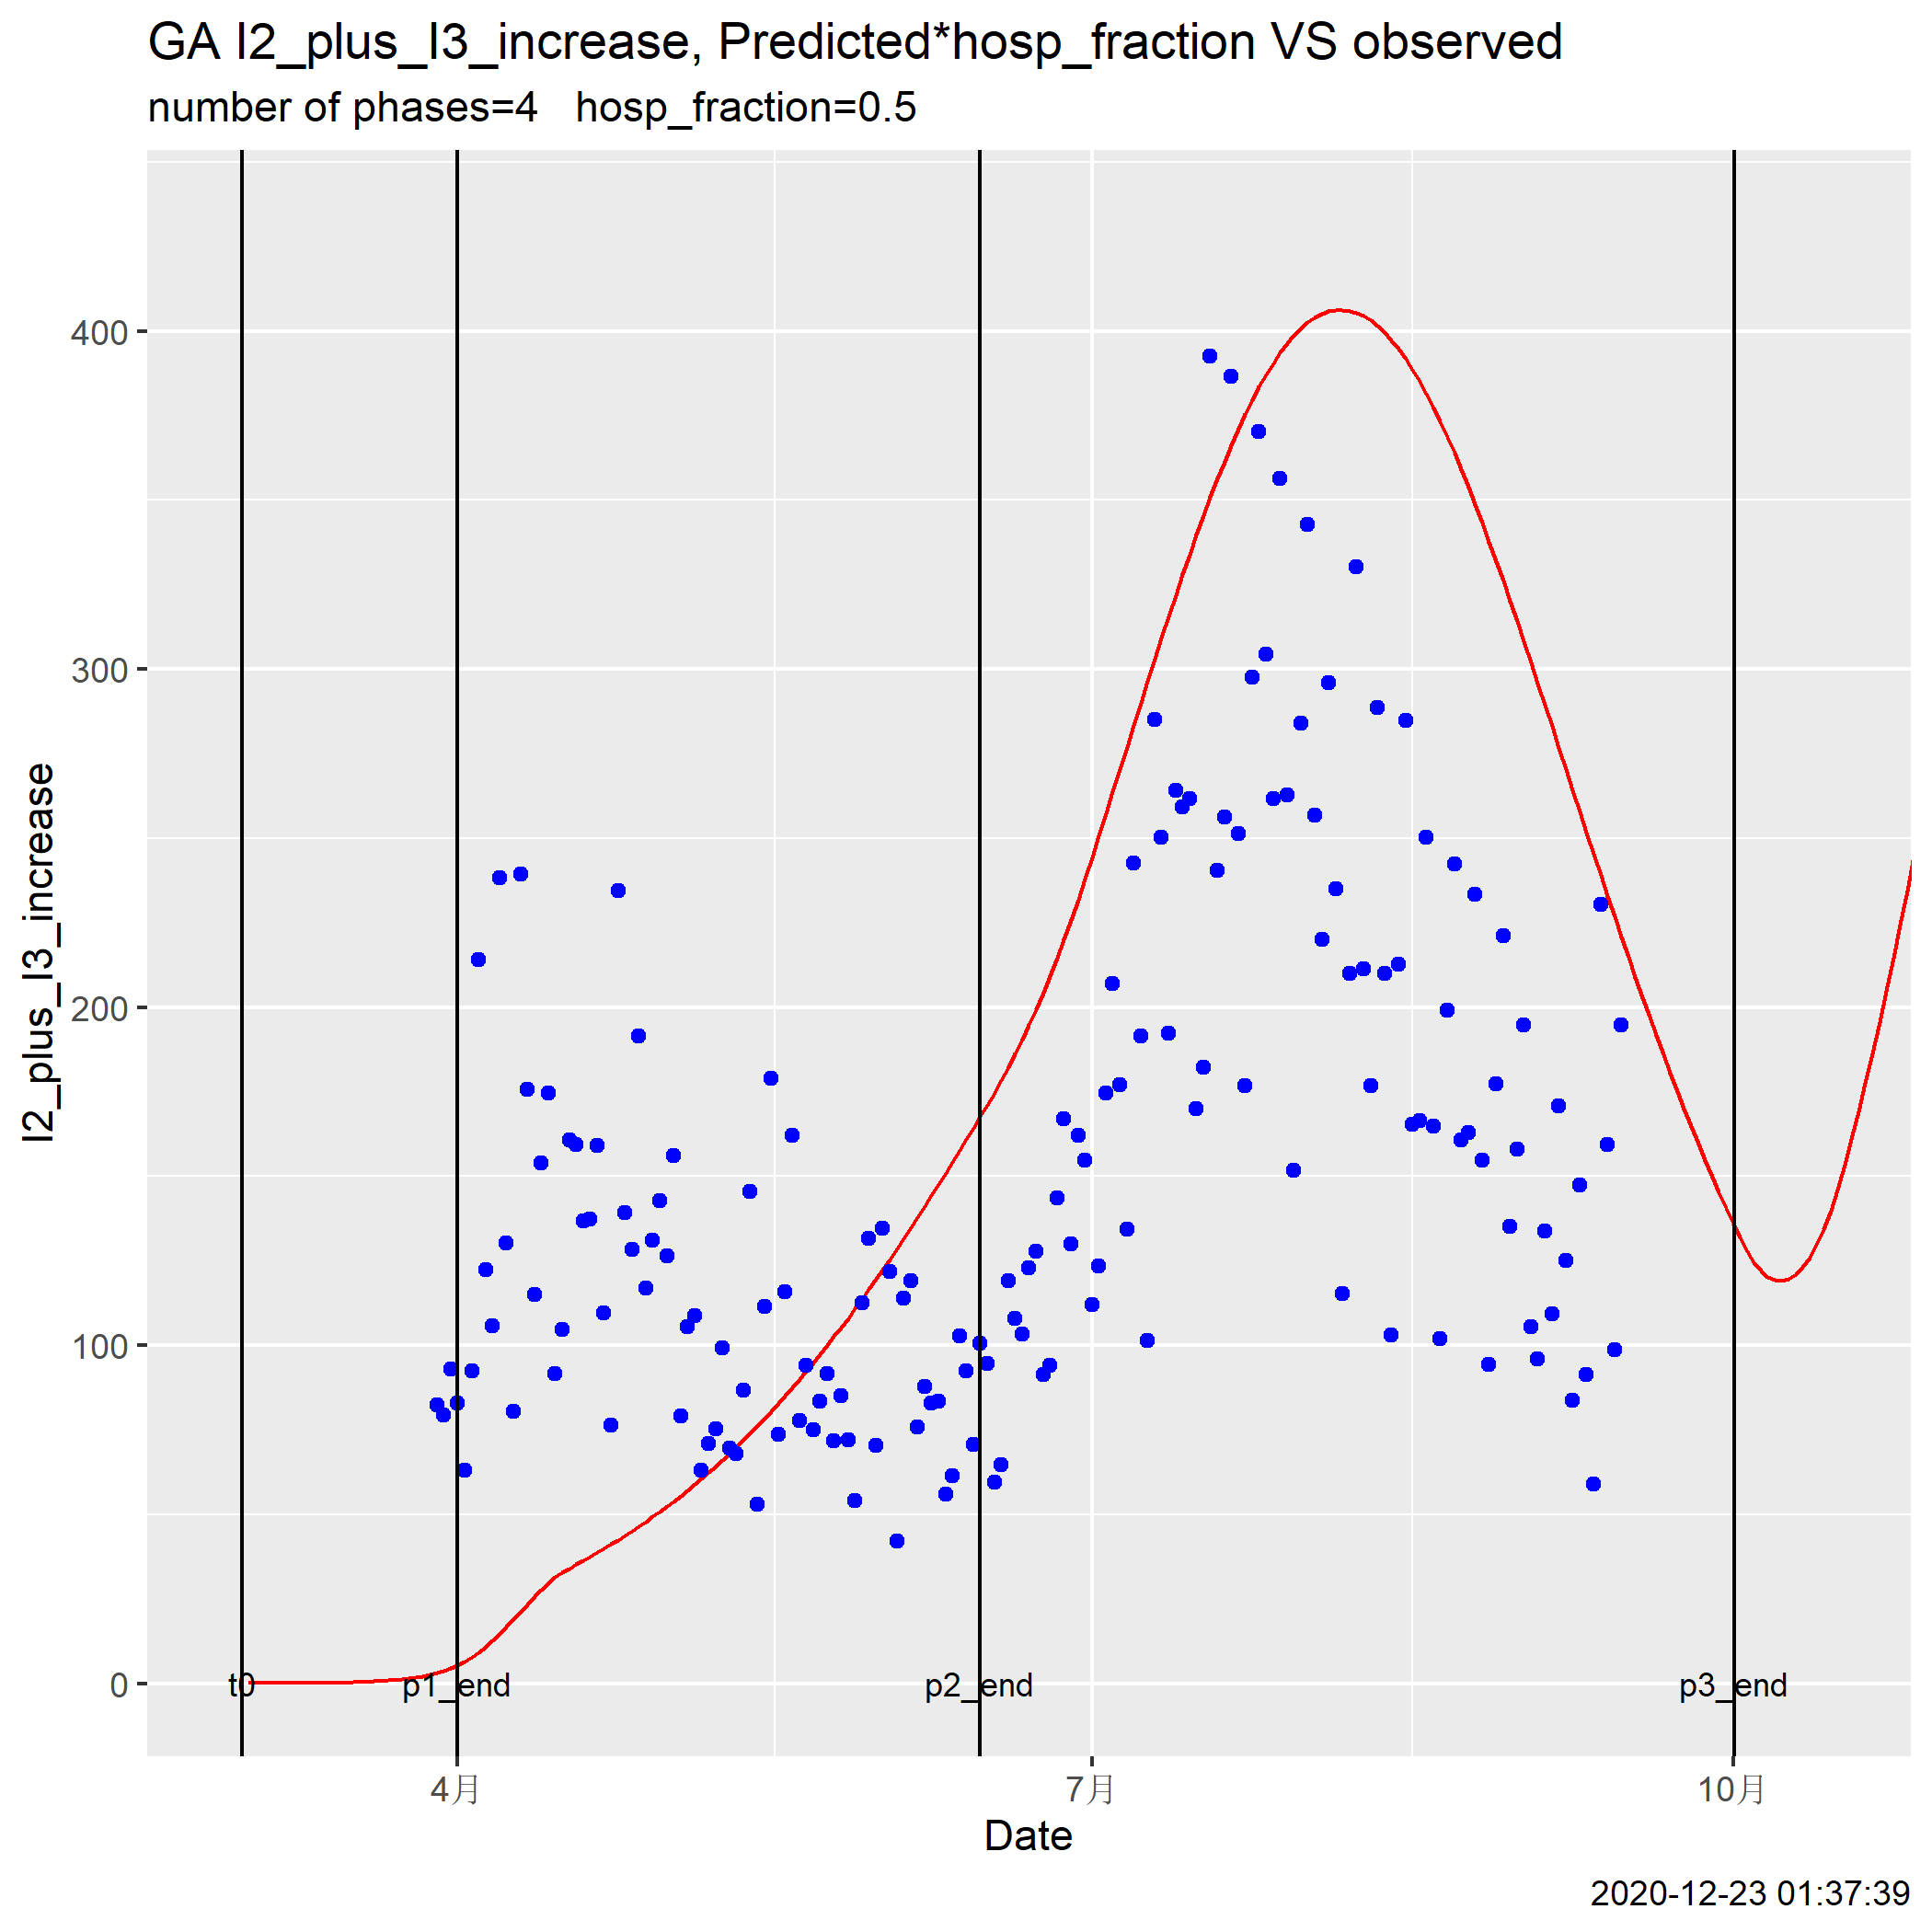 GA I2_plus_I3_increase, Predicted*hosp_fraction VS observed
number of phases=4   hosp_fraction=0.5
I2_plus_I3_increase
400
300
200
100
0
t0
p1_end
p2_end
p3_end
4月
7月
10月
Date
2020-12-23 01:37:39